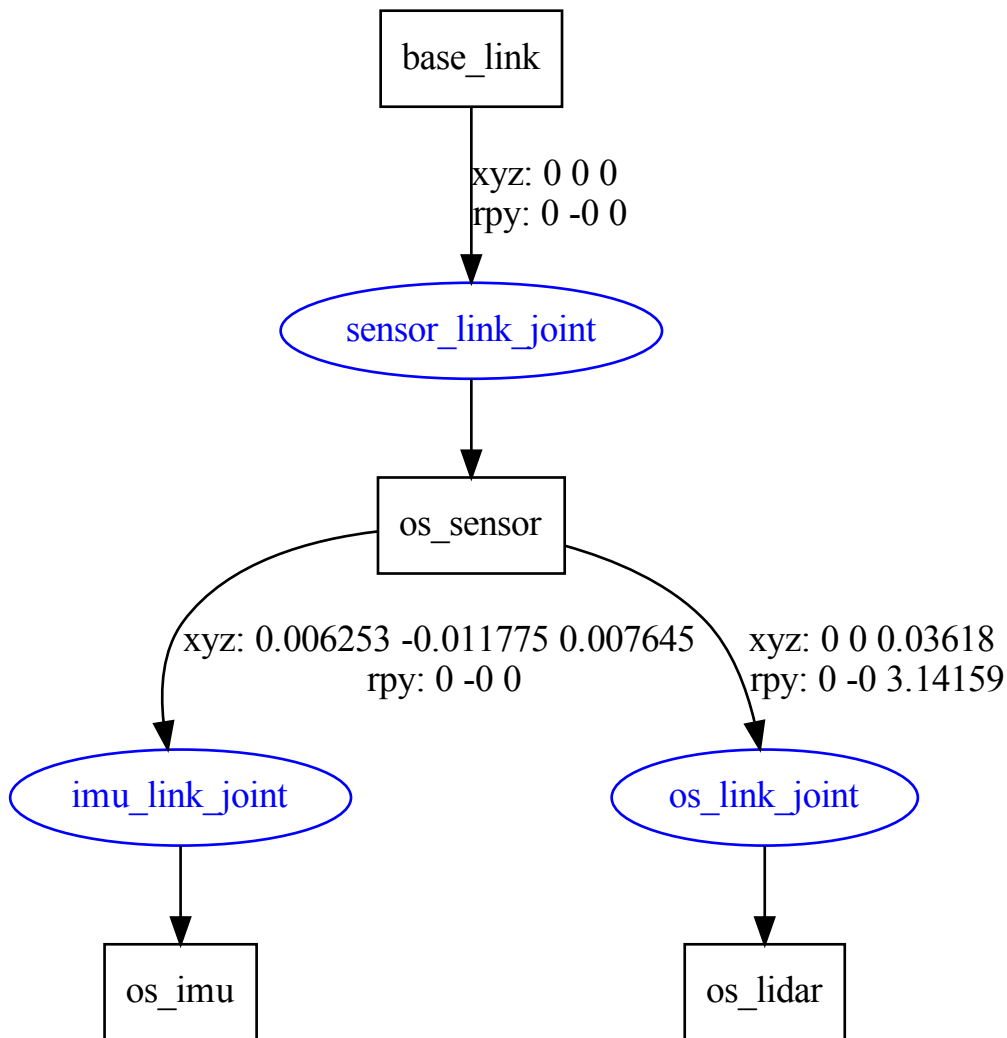 base_link
xyz: 0 0 0
rpy: 0 -0 0
sensor_link_joint
os_sensor
xyz: 0.006253 -0.011775 0.007645
rpy: 0 -0 0
xyz: 0 0 0.03618
rpy: 0 -0 3.14159
imu_link_joint
os_link_joint
os_imu
os_lidar